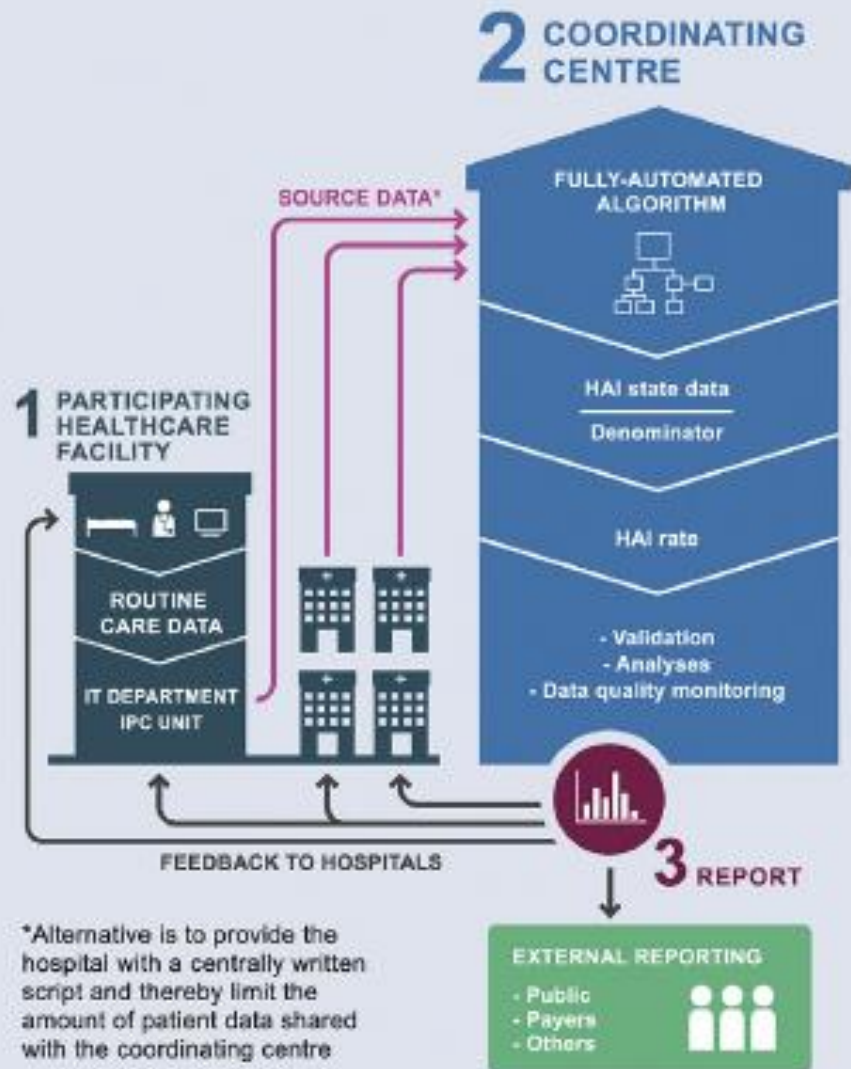 2 COORDINATING
CENTRE
FULLY-AUTOMATED
ALGORITHM
SOURCE DATA*
HAI state data
Denominator
HAI rate
- Validation
- Analyses
- Data quality monitoring
1 PARTICIPATING
HEALTHCARE
FACILITY
ROUTINE
CARE DATA
IT DEPARTMENT
IPC UNIT
FEEDBACK TO HOSPITALS
3 REPORT
*Alternative is to provide the
hospital with a centrally written
script and thereby limit the
amount of patient data shared
with the coordinating centre
EXTERNAL REPORTING
- Public
- Payers
- Others